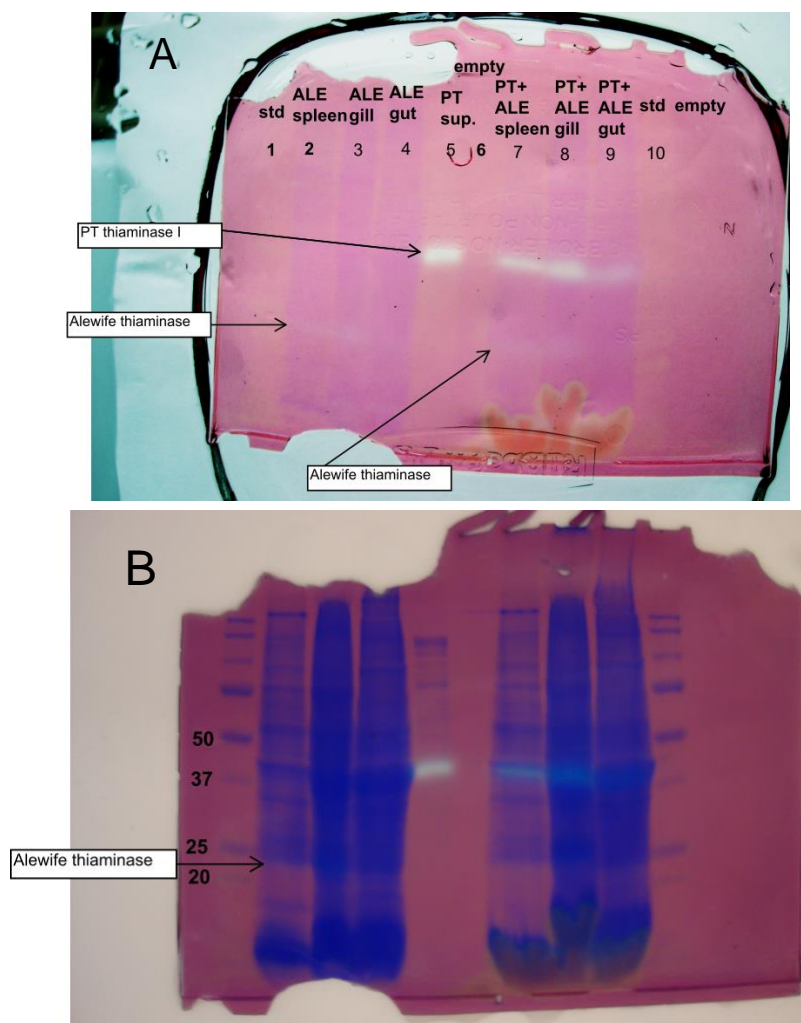 A
empty
ALE ALE ALE PT PT+ PT+ PT+
std spleen gill gut sup. ALE ALE ALE std empty
spleen gill gut
1 2 3 4 5 6 7 8 9 10
PT thiaminase I
Alewife thiaminase
Alewife thiaminase
B
50
37
25
Alewife thiaminase
20